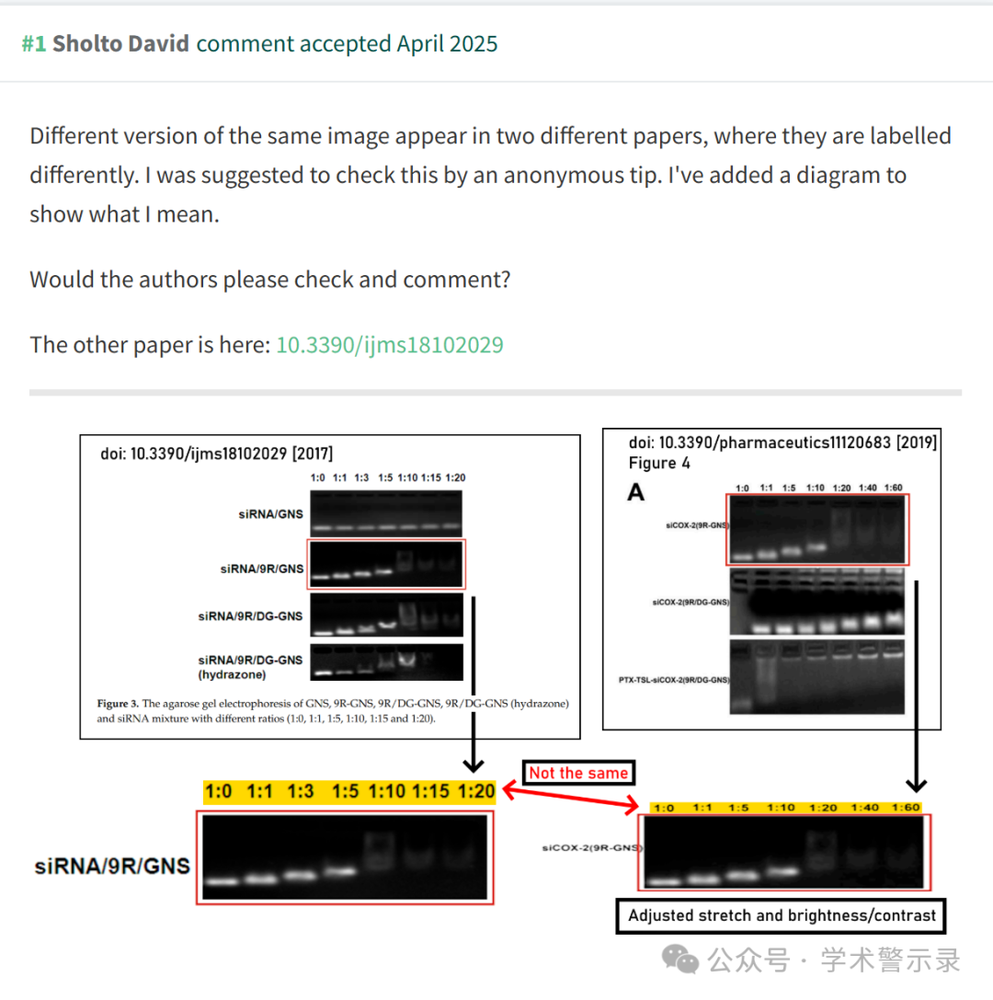 #1 Sholto David comment accepted April 2025
Different version of the same image appear in two different papers, where they are labelled
differently. I was suggested to check this by an anonymous tip. I've added a diagram to
show what I mean.
Would the authors please check and comment?
The other paper is here: 10.3390/ijms18102029
doi: 10.3390/ijms18102029 [2017]
1:0 1:1 1:3 1:5 1:10 1:15 1:20
siRNA/GNS
siRNA/9R/GNS
siRNA/9R/DG-GNS
siRNA/9R/DG-GNS
(hydrazone)
Figure 3. The agarose gel electrophoresis of GNS, 9R-GNS, 9R/DG-GNS, 9R/DG-GNS (hydrazone)
and siRNA mixture with different ratios (1:0, 1:1, 1:5, 1:10, 1:15 and 1:20).
doi: 10.3390/pharmaceutics11120683 [2019]
Figure 4
A
1:0 1:1 1:5 1:10 1:20 1:40 1:60
siCOX-2(9R-GNS)
siCOX-2(9R/DG-GNS)
PTX-TSL-siCOX-2(9R/DG-GNS)
Not the same
1:0 1:1 1:3 1:5 1:10 1:15 1:20
siRNA/9R/GNS
1:0 1:1 1:5 1:10 1:20 1:40 1:60
siCOX-2(9R-GNS)
Adjusted stretch and brightness/contrast
公众号 · 学术警示录